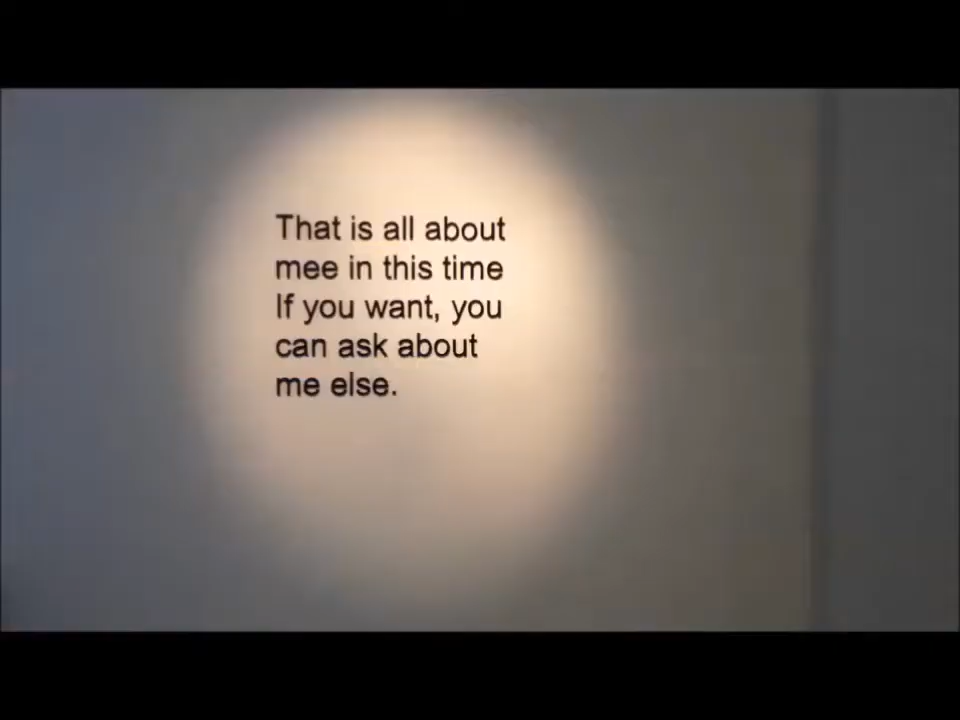 That is all about
mee in this time
If you want, you
can ask about
me else.